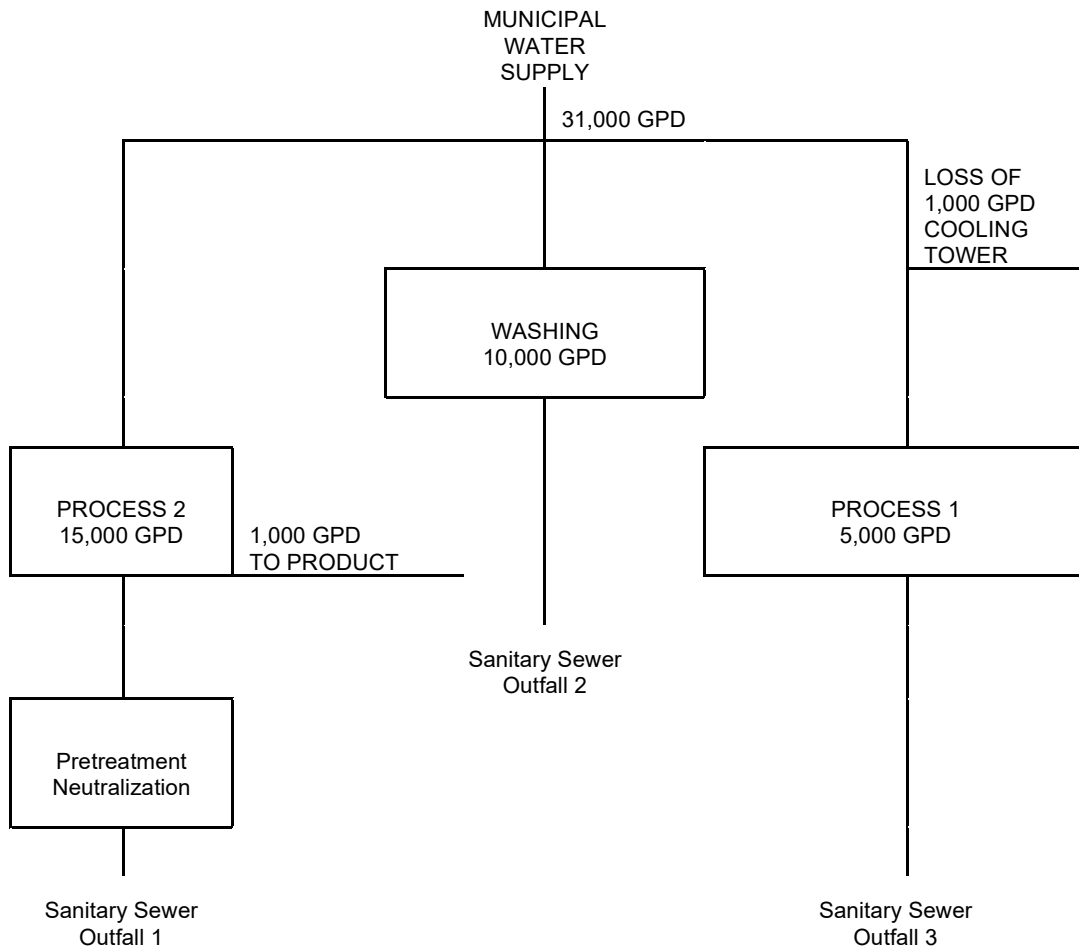 MUNICIPAL
WATER
SUPPLY
31,000 GPD
LOSS OF
1,000 GPD
COOLING
TOWER
WASHING
10,000 GPD
PROCESS 2
15,000 GPD
1,000 GPD
TO PRODUCT
PROCESS 1
5,000 GPD
Sanitary Sewer
Outfall 2
Pretreatment
Neutralization
Sanitary Sewer
Outfall 1
Sanitary Sewer
Outfall 3